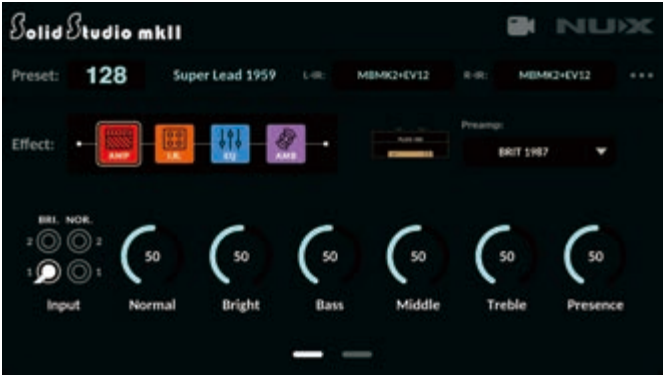 Solid Studio mkII
NUX
Preset: 128 Super Lead 1959 L-IR: MBMK2+EV12 R-IR: MBMK2+EV12
Effect: AMP I.R. EQ AMB
Preamp:
BRIT 1987
BRI. NOR.
2 2
1 1
50 50 50 50 50 50
Input Normal Bright Bass Middle Treble Presence